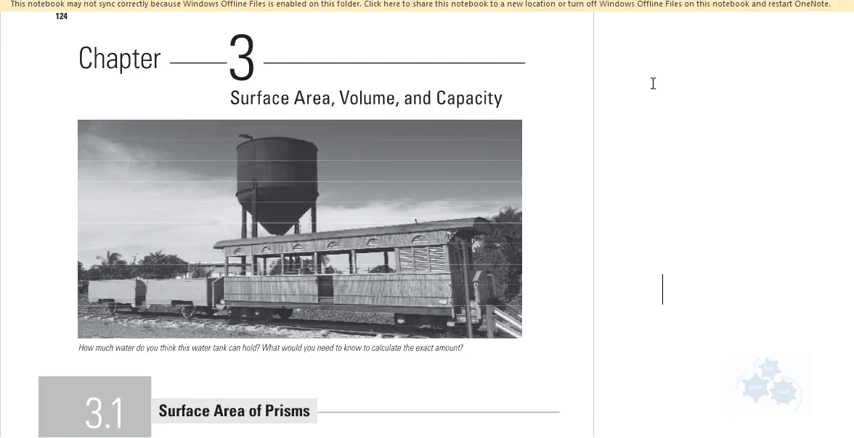 This notebook may not sync correctly because Windows Offline Files is enabled on this folder. Click here to share this notebook to a new location or turn off Windows Offline Files on this notebook and restart OneNote.
124
Chapter 3
Surface Area, Volume, and Capacity
How much water do you think this water tank can hold? What would you need to know to calculate the exact amount?
3.1 Surface Area of Prisms